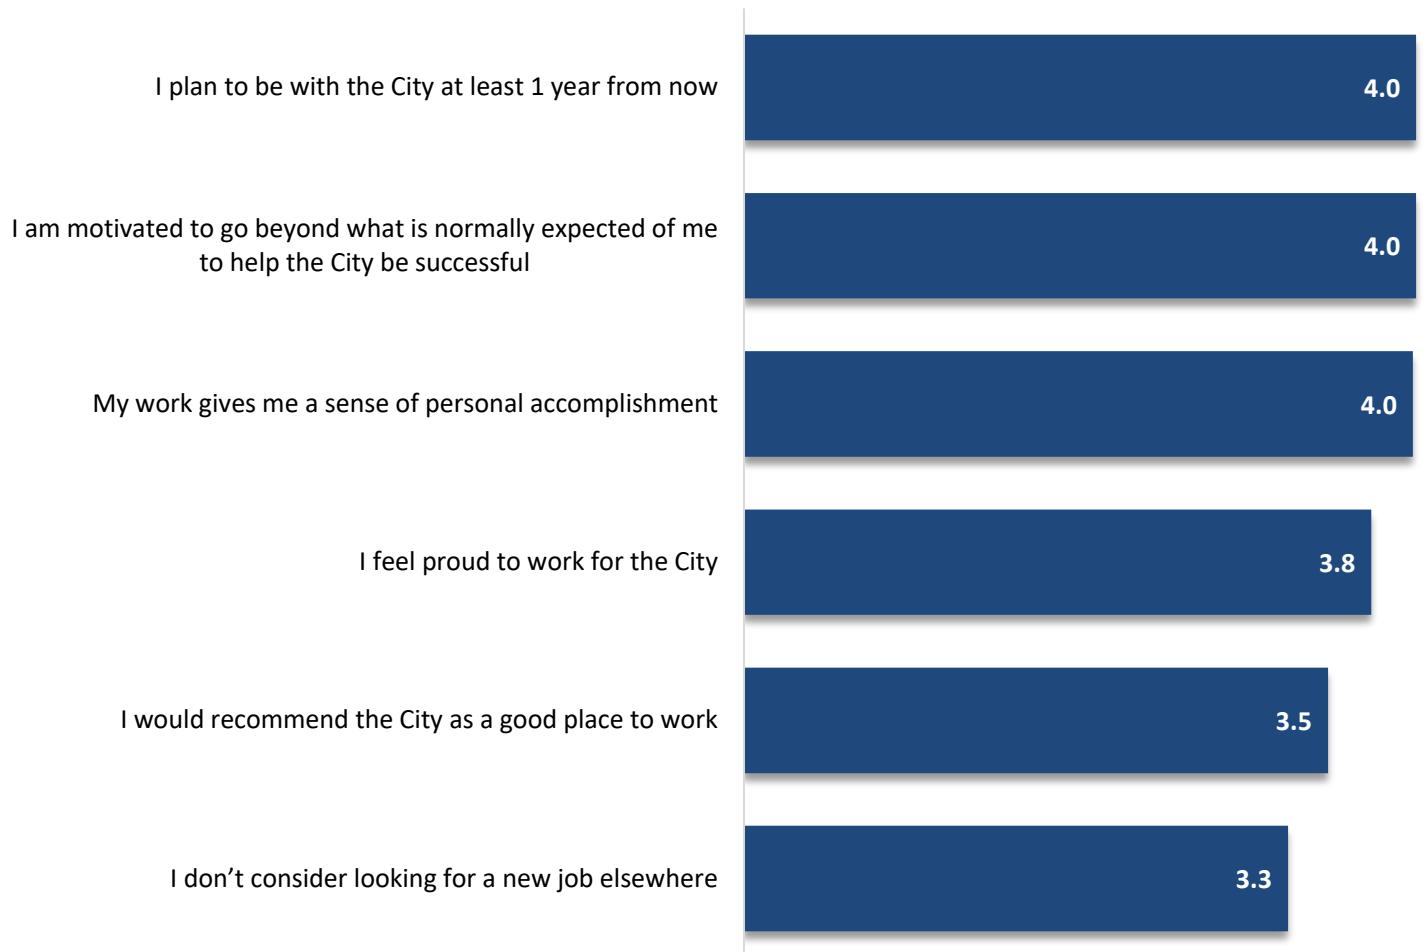 I plan to be with the City at least 1 year from now
4.0
I am motivated to go beyond what is normally expected of me
to help the City be successful
4.0
My work gives me a sense of personal accomplishment
4.0
I feel proud to work for the City
3.8
I would recommend the City as a good place to work
3.5
I don’t consider looking for a new job elsewhere
3.3